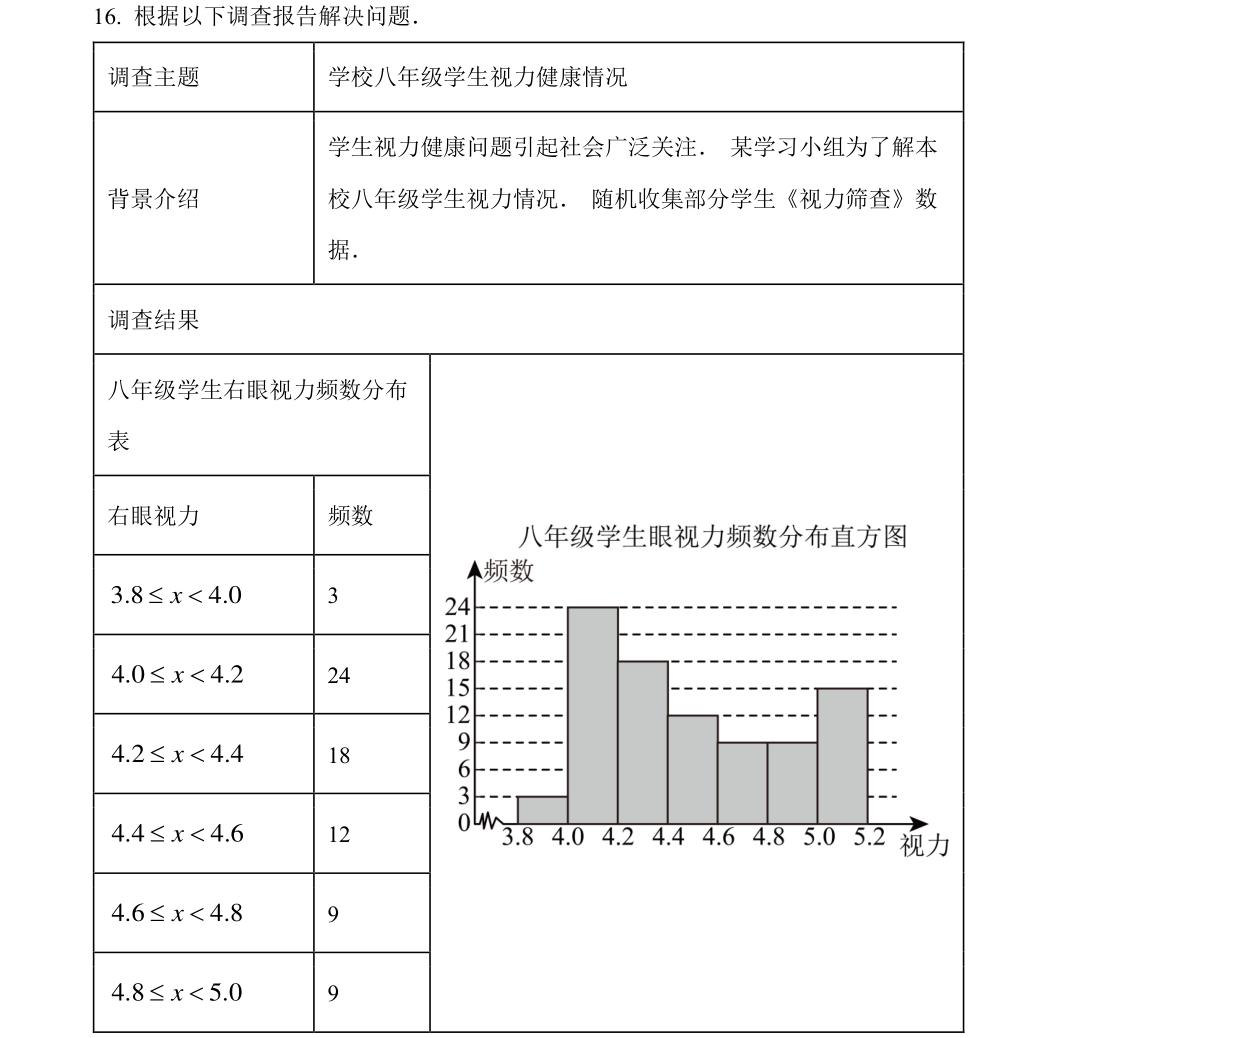 16. 根据以下调查报告解决问题．
调查主题
学校八年级学生视力健康情况
背景介绍
学生视力健康问题引起社会广泛关注． 某学习小组为了解本
校八年级学生视力情况． 随机收集部分学生《视力筛查》数
据．
调查结果
八年级学生右眼视力频数分布
表
右眼视力 频数
3.8≤x<4.0 3
4.0≤x<4.2 24
4.2≤x<4.4 18
4.4≤x<4.6 12
4.6≤x<4.8 9
4.8≤x<5.0 9
八年级学生眼视力频数分布直方图
频数
24
21
18
15
12
9
6
3
0
3.8 4.0 4.2 4.4 4.6 4.8 5.0 5.2
视力